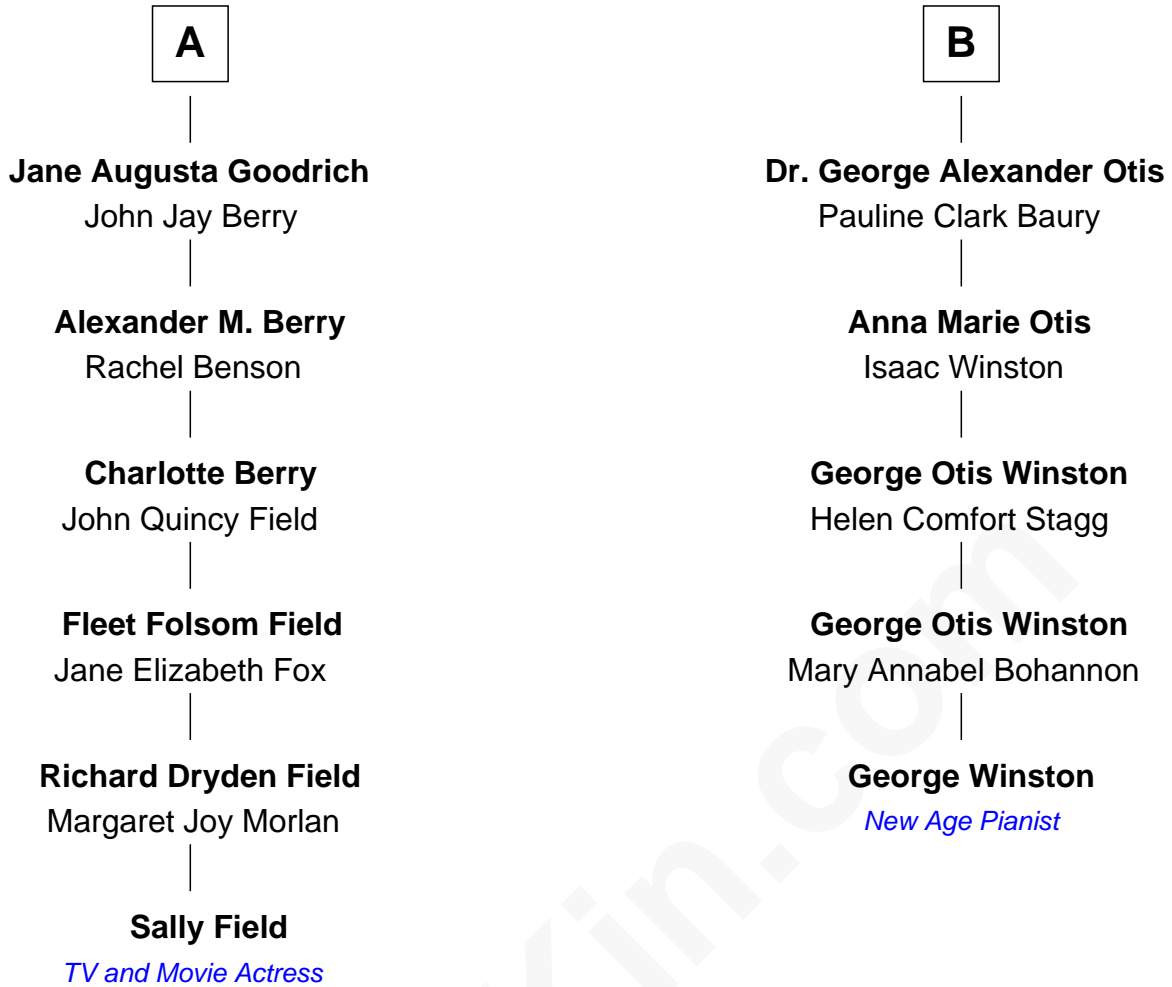 A
Jane Augusta Goodrich
John Jay Berry
Alexander M. Berry
Rachel Benson
Charlotte Berry
John Quincy Field
Fleet Folsom Field
Jane Elizabeth Fox
Richard Dryden Field
Margaret Joy Morlan
Sally Field
TV and Movie Actress
B
Dr. George Alexander Otis
Pauline Clark Baury
Anna Marie Otis
Isaac Winston
George Otis Winston
Helen Comfort Stagg
George Otis Winston
Mary Annabel Bohannon
George Winston
New Age Pianist
Kin.com